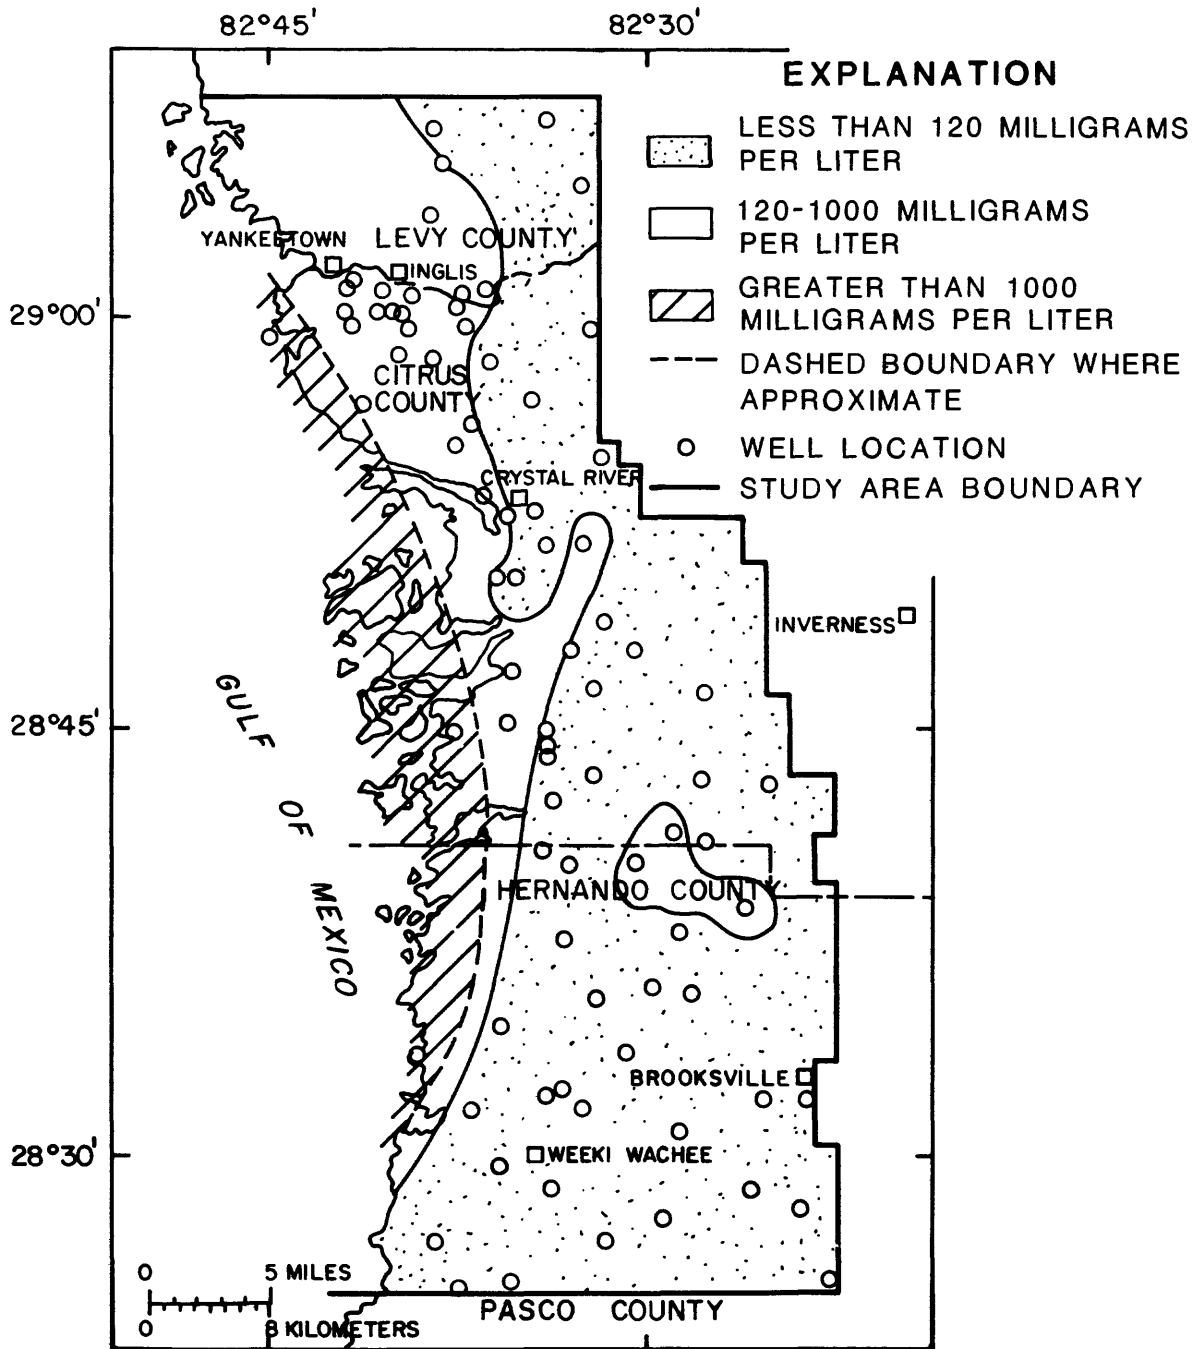 82°45'
82°30'
EXPLANATION
LESS THAN 120 MILLIGRAMS
PER LITER
120-1000 MILLIGRAMS
PER LITER
GREATER THAN 1000
MILLIGRAMS PER LITER
DASHED BOUNDARY WHERE
APPROXIMATE
WELL LOCATION
STUDY AREA BOUNDARY
YANKEETOWN
LEVY COUNTY
INGLIS
29°00'
CITRUS
COUNTY
CRYSTAL RIVER
INVERNESS
GULF
OF
MEXICO
28°45'
HERNANDO COUNTY
BROOKSVILLE
28°30'
WEEKI WACHEE
0 5 MILES
0 8 KILOMETERS
PASCO COUNTY